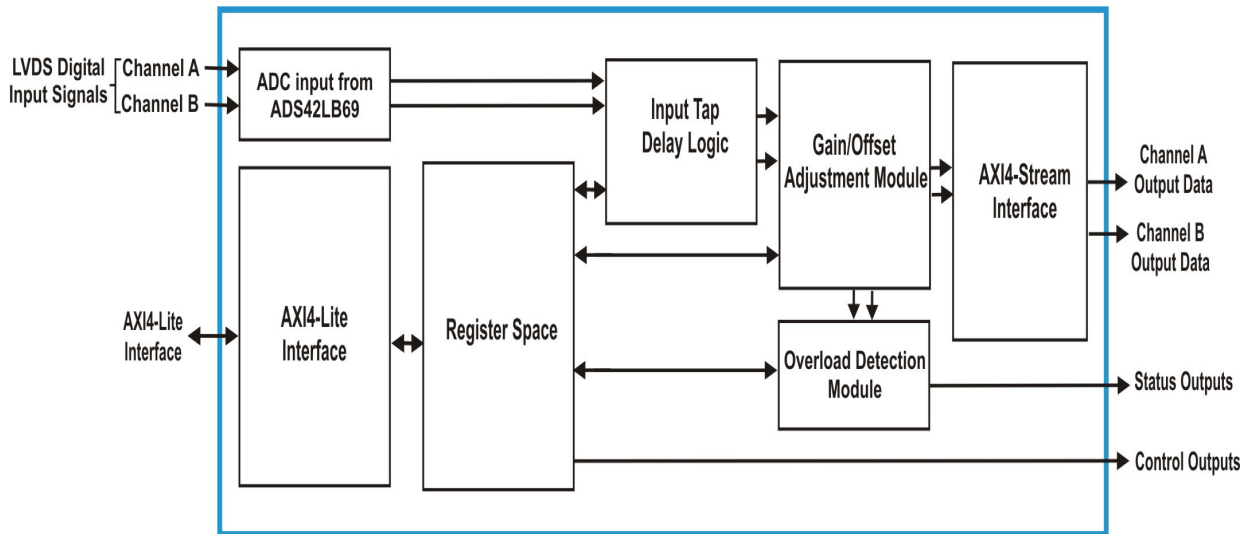 LVDS Digital
Input Signals
Channel A
Channel B
ADC input from
ADS42LB69
Input Tap
Delay Logic
Gain/Offset
Adjustment Module
AXI4-Stream
Interface
Channel A
Output Data
Channel B
Output Data
AXI4-Lite
Interface
AXI4-Lite
Interface
Register Space
Overload Detection
Module
Status Outputs
Control Outputs